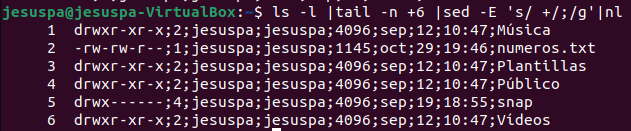 jesuspa@jesuspa-VirtualBox:~$ ls -l |tail -n +6 |sed -E 's/ +/;/g'|nl
1 drwxr-xr-x;2;jesuspa;jesuspa;4096;sep;12;10:47;Música
2 -rw-rw-r--;1;jesuspa;jesuspa;1145;oct;29;19:46;numeros.txt
3 drwxr-xr-x;2;jesuspa;jesuspa;4096;sep;12;10:47;Plantillas
4 drwxr-xr-x;2;jesuspa;jesuspa;4096;sep;12;10:47;Público
5 drwx------;4;jesuspa;jesuspa;4096;sep;19;18:55;snap
6 drwxr-xr-x;2;jesuspa;jesuspa;4096;sep;12;10:47;Vídeos